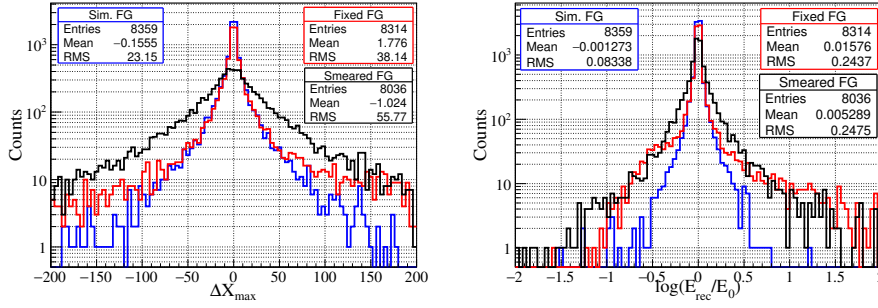 Sim. FG
Entries 8359
Mean −0.1555
RMS 23.15
Fixed FG
Entries 8314
Mean 1.776
RMS 38.14
Smeared FG
Entries 8036
Mean −1.024
RMS 55.77
Counts
10³
10²
10
1
−200 −150 −100 −50 0 50 100 150 200
ΔXmax
Sim. FG
Entries 8359
Mean −0.001273
RMS 0.08338
Fixed FG
Entries 8314
Mean 0.01576
RMS 0.2437
Smeared FG
Entries 8036
Mean 0.005289
RMS 0.2475
Counts
10³
10²
10
1
−2 −1.5 −1 −0.5 0 0.5 1 1.5 2
log(E_rec/E_0)